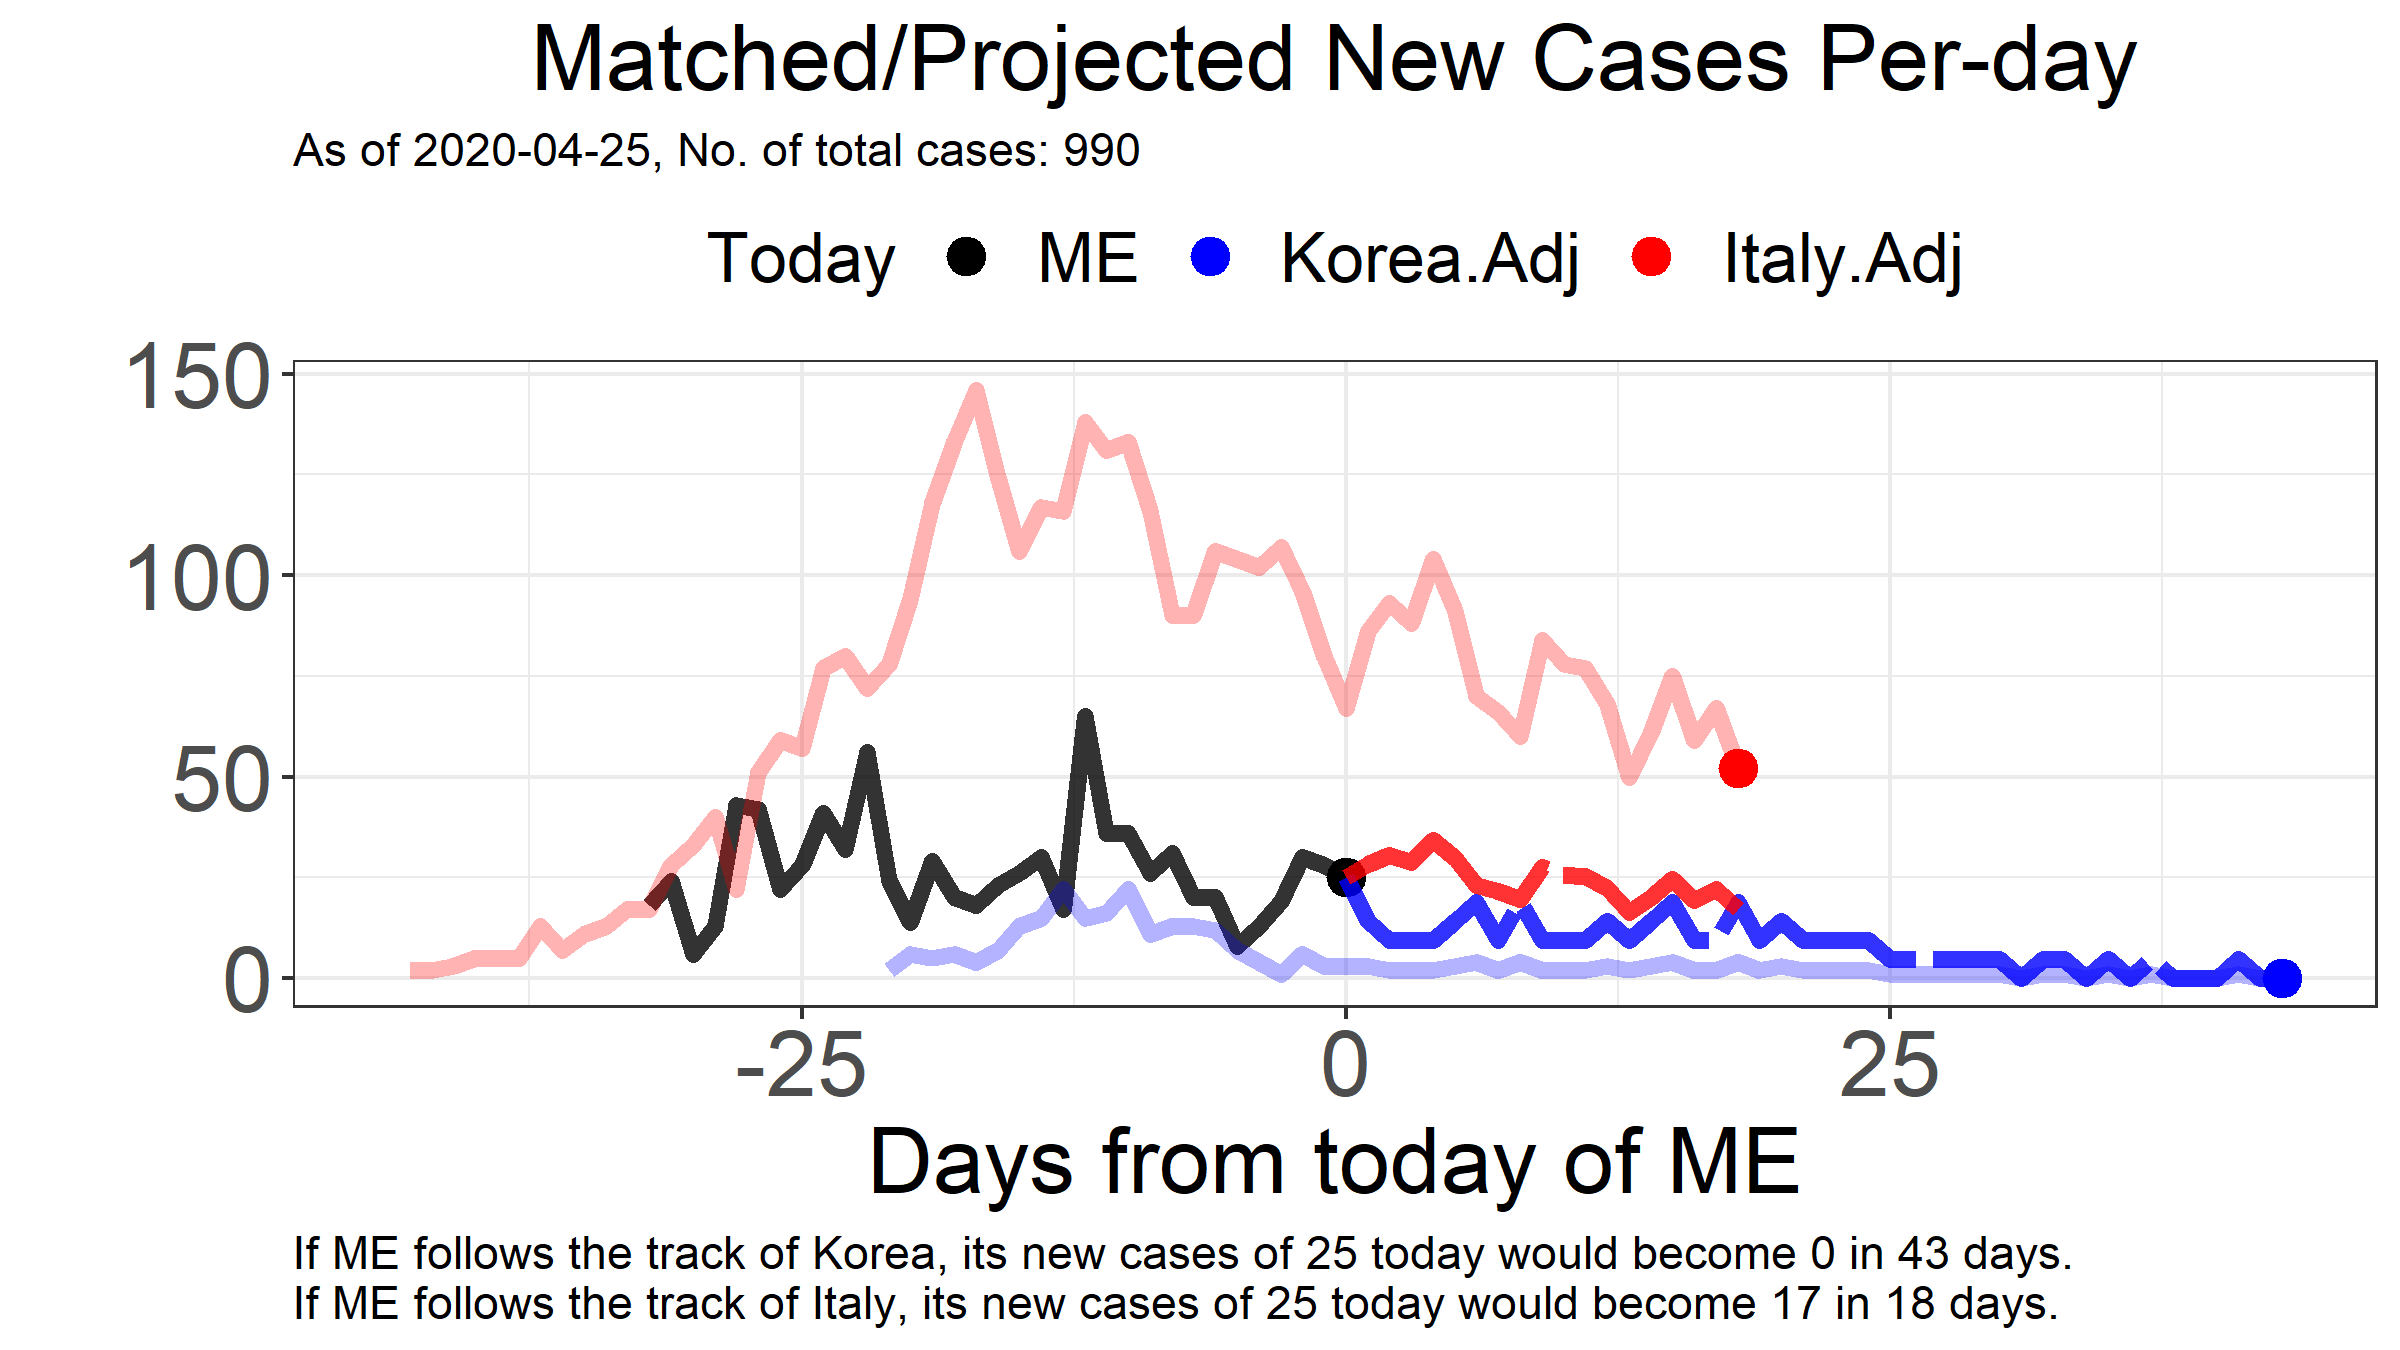 Matched/Projected New Cases Per-day
As of 2020-04-25, No. of total cases: 990
Today ME Korea.Adj Italy.Adj
150
100
50
0
-25 0 25
Days from today of ME
If ME follows the track of Korea, its new cases of 25 today would become 0 in 43 days.
If ME follows the track of Italy, its new cases of 25 today would become 17 in 18 days.